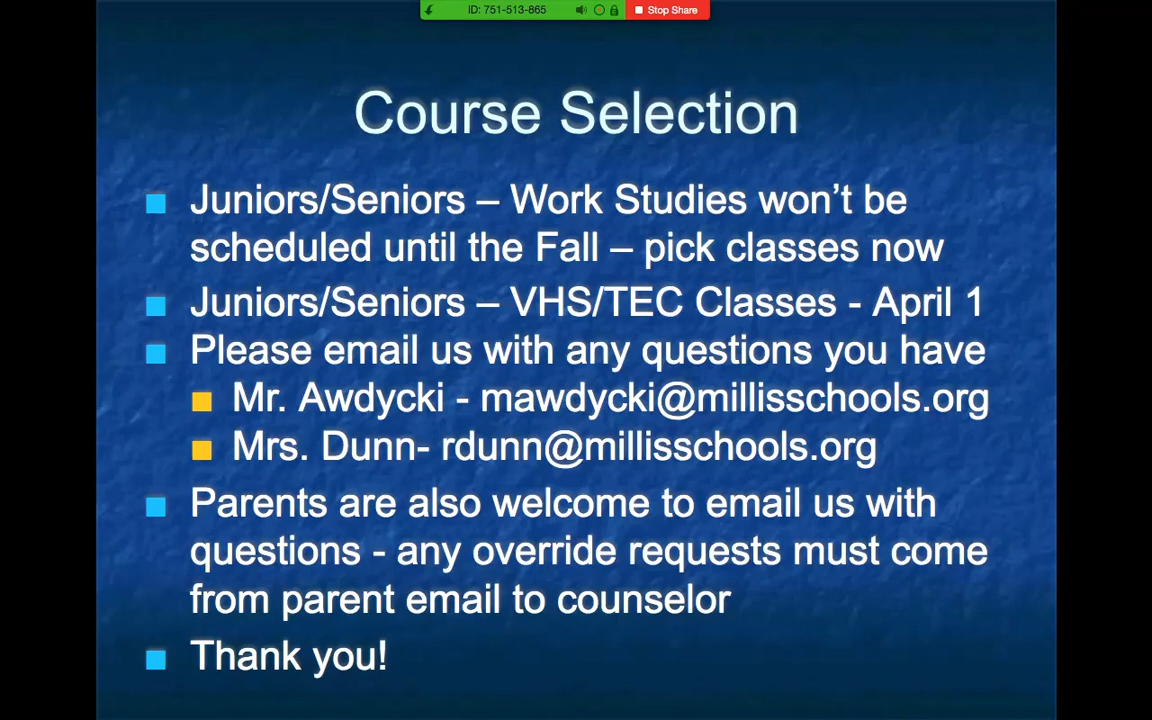 ID: 751-513-865
Stop Share
Course Selection
Juniors/Seniors – Work Studies won’t be
scheduled until the Fall – pick classes now
Juniors/Seniors – VHS/TEC Classes - April 1
Please email us with any questions you have
Mr. Awdycki - mawdycki@millisschools.org
Mrs. Dunn- rdunn@millisschools.org
Parents are also welcome to email us with
questions - any override requests must come
from parent email to counselor
Thank you!